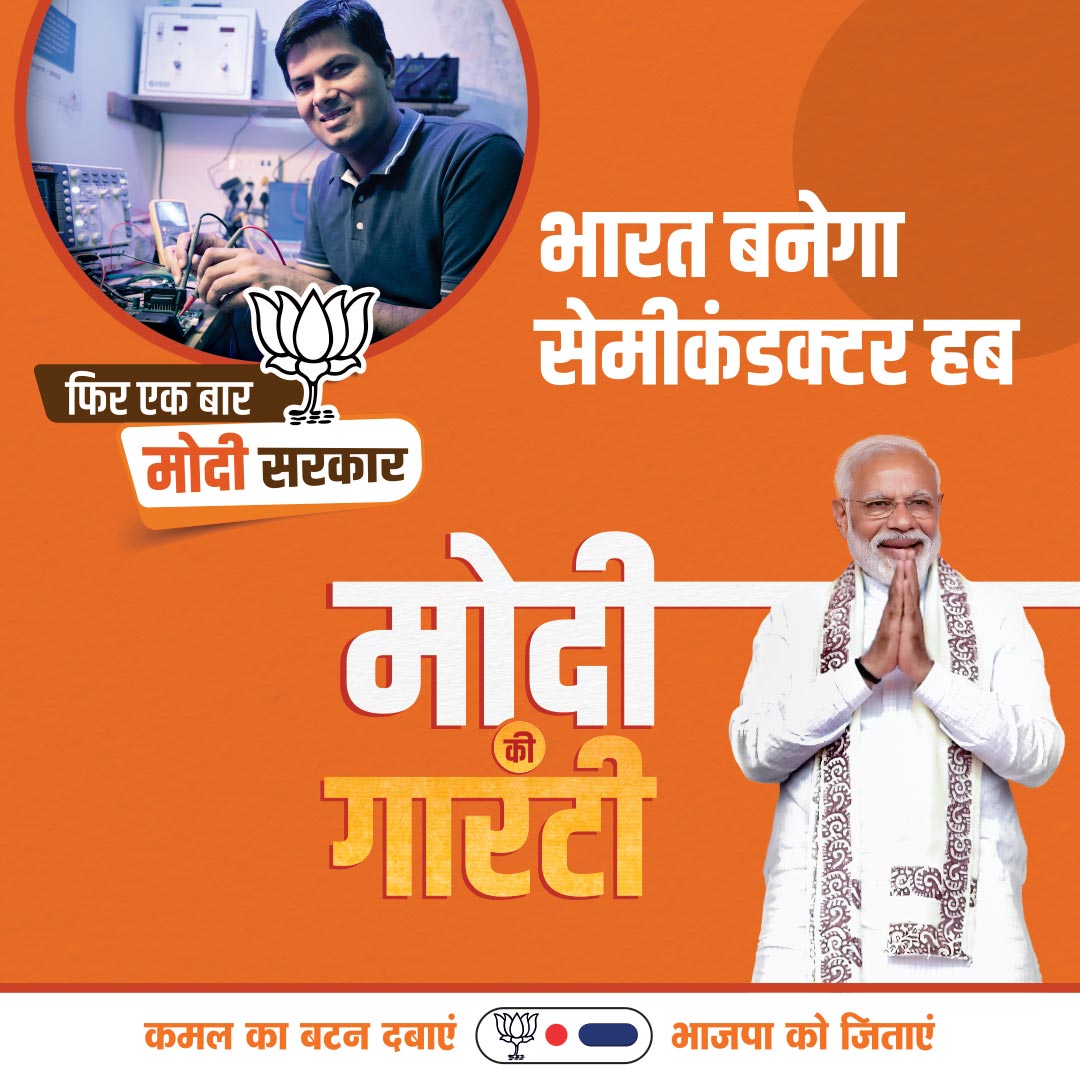 भारत बनेगा
सेमीकंडक्टर हब
फिर एक बार
मोदी सरकार
मोदी
की
गारंटी
कमल का बटन दबाएं
भाजपा को जिताएं